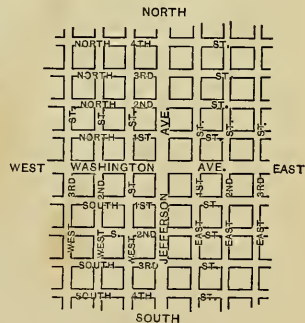 NORTH
NORTH 4TH ST.
NORTH 3RD ST.
NORTH 2ND ST.
ST. ST. ST. AVE. ST. ST. ST.
NORTH 1ST ST.
WEST WASHINGTON AVE. EAST
3RD 2ND 1ST 2ND 3RD
SOUTH 1ST ST.
WEST WEST WEST JEFFERSON EAST EAST EAST
S. 2ND ST.
SOUTH 3RD ST.
SOUTH 4TH ST.
SOUTH